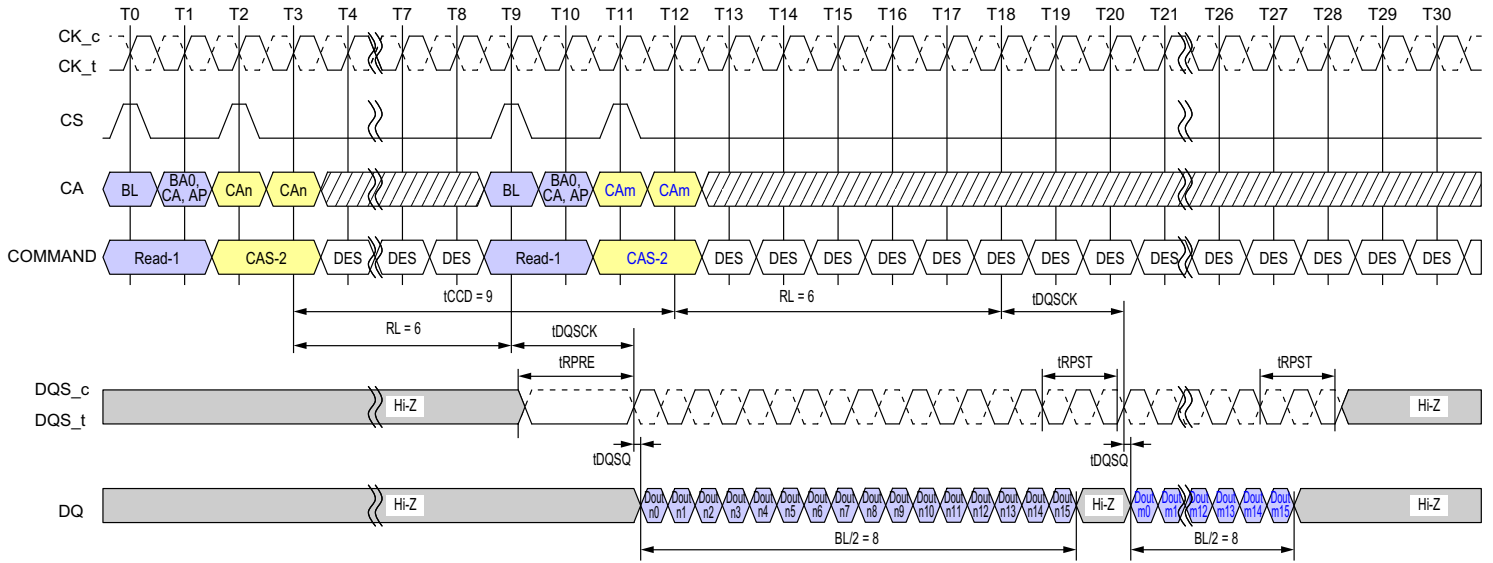 T0 T1 T2 T3 T4 T7 T8 T9 T10 T11 T12 T13 T14 T15 T16 T17 T18 T19 T20 T21 T26 T27 T28 T29 T30
CK_c
CK_t
CS
CA BL BA0, CA, AP CAn CAn BL BA0, CA, AP CAm CAm
COMMAND Read-1 CAS-2 DES DES DES Read-1 CAS-2 DES DES DES DES DES DES DES DES DES DES DES DES DES DES
tCCD = 9 RL = 6 tDQSCK
RL = 6 tDQSCK
tRPRE tRPST tRPST
DQS_c
DQS_t
Hi-Z Hi-Z
tDQSQ tDQSQ
DQ Hi-Z Dout n0 Dout n1 Dout n2 Dout n3 Dout n4 Dout n5 Dout n6 Dout n7 Dout n8 Dout n9 Dout n10 Dout n11 Dout n12 Dout n13 Dout n14 Dout n15 Hi-Z Dout m0 Dout m1 Dout m12 Dout m13 Dout m14 Dout m15 Hi-Z
BL/2 = 8 BL/2 = 8